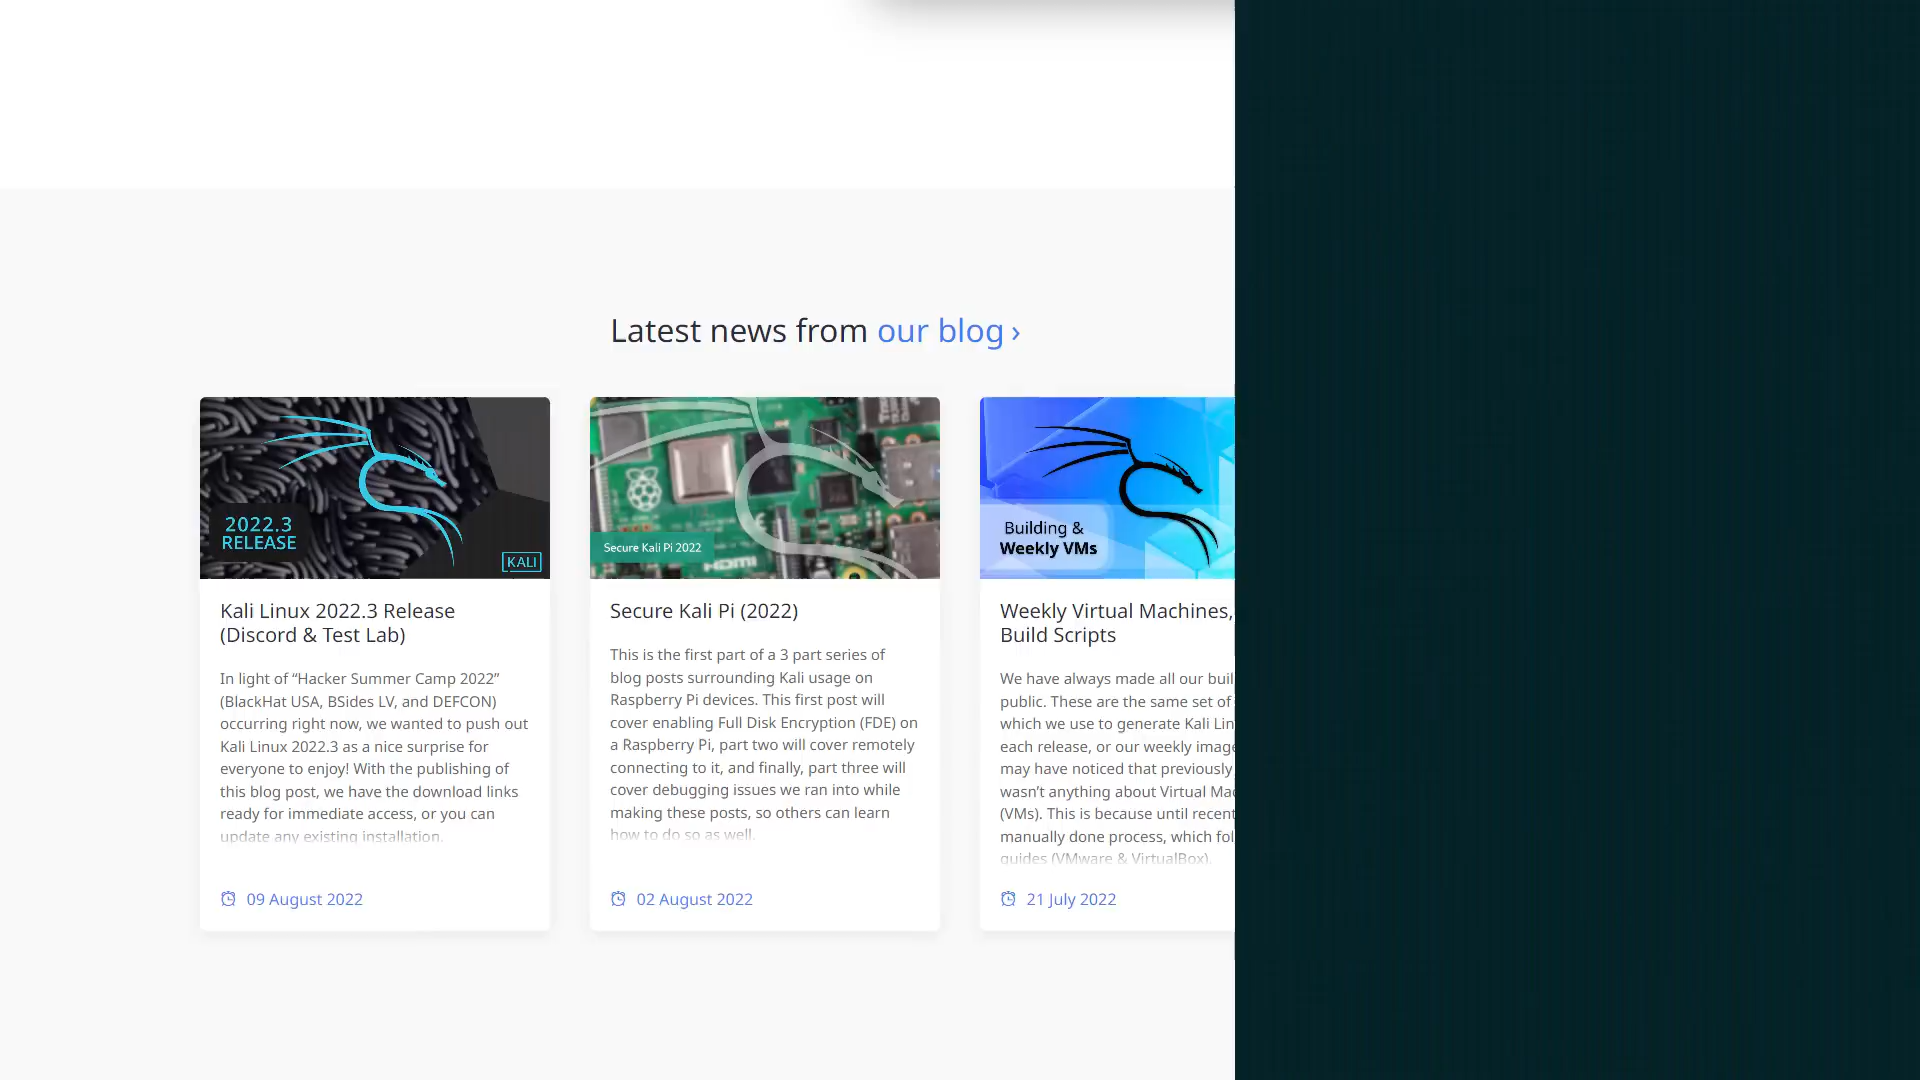 Latest news from our blog ›
2022.3
RELEASE
KALI
Kali Linux 2022.3 Release
(Discord & Test Lab)
In light of “Hacker Summer Camp 2022”
(BlackHat USA, BSides LV, and DEFCON)
occurring right now, we wanted to push out
Kali Linux 2022.3 as a nice surprise for
everyone to enjoy! With the publishing of
this blog post, we have the download links
ready for immediate access, or you can
update any existing installation.
09 August 2022
Secure Kali Pi 2022
HDMI
Secure Kali Pi (2022)
This is the first part of a 3 part series of
blog posts surrounding Kali usage on
Raspberry Pi devices. This first post will
cover enabling Full Disk Encryption (FDE) on
a Raspberry Pi, part two will cover remotely
connecting to it, and finally, part three will
cover debugging issues we ran into while
making these posts, so others can learn
how to do so as well.
02 August 2022
Building &
Weekly VMs
Weekly Virtual Machines,
Build Scripts
We have always made all our buil
public. These are the same set of
which we use to generate Kali Lin
each release, or our weekly image
may have noticed that previously
wasn’t anything about Virtual Mac
(VMs). This is because until recent
manually done process, which fol
guides (VMware & VirtualBox).
21 July 2022